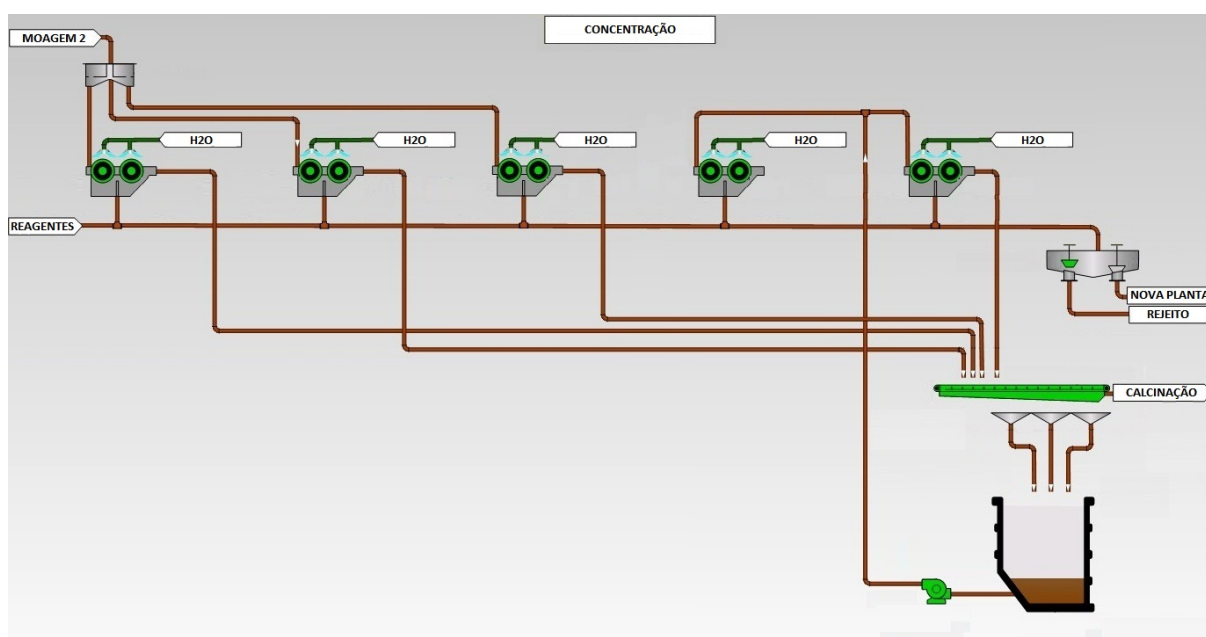 CONCENTRAÇÃO
MOAGEM 2
H2O
H2O
H2O
H2O
H2O
REAGENTES
NOVA PLANTA
REJEITO
CALCINAÇÃO